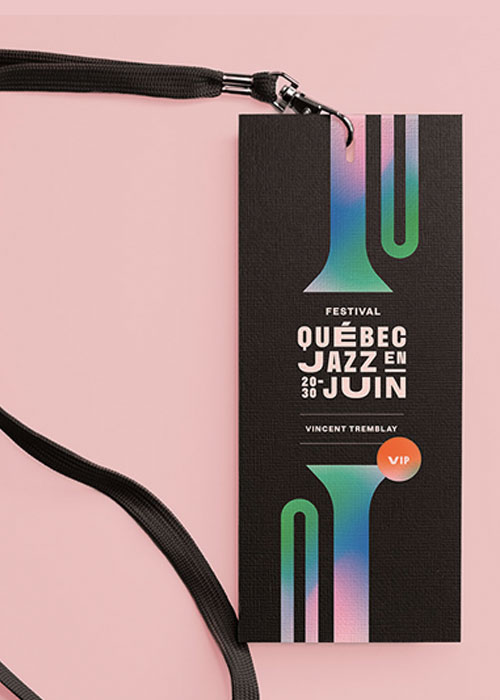 FESTIVAL
QUÉBEC
JAZZ EN
20-30 JUIN
VINCENT TREMBLAY
VIP